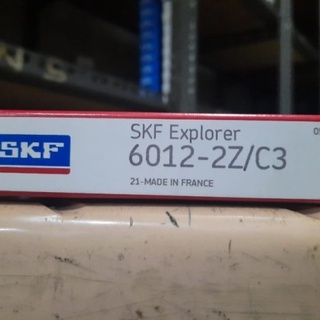 SKF
SKF Explorer
6012-2Z/C3
21-MADE IN FRANCE